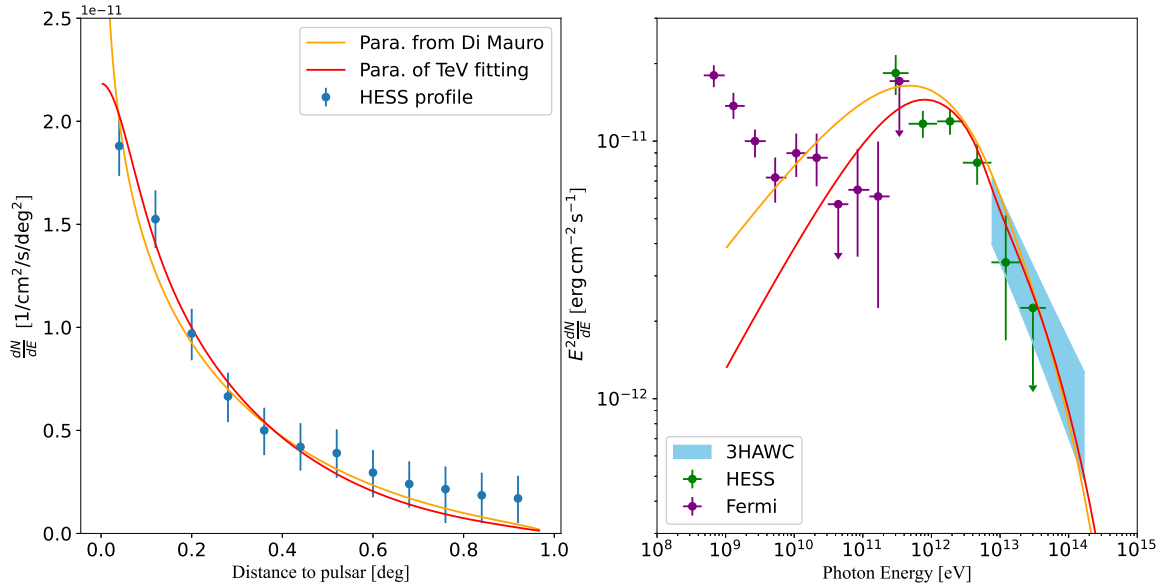 1e−11
2.5
2.0
1.5
1.0
0.5
0.0
dN/dE [1/cm²/s/deg²]
Para. from Di Mauro
Para. of TeV fitting
HESS profile
0.0 0.2 0.4 0.6 0.8 1.0
Distance to pulsar [deg]
10⁻¹¹
10⁻¹²
E² dN/dE [erg cm⁻² s⁻¹]
3HAWC
HESS
Fermi
10⁸ 10⁹ 10¹⁰ 10¹¹ 10¹² 10¹³ 10¹⁴ 10¹⁵
Photon Energy [eV]